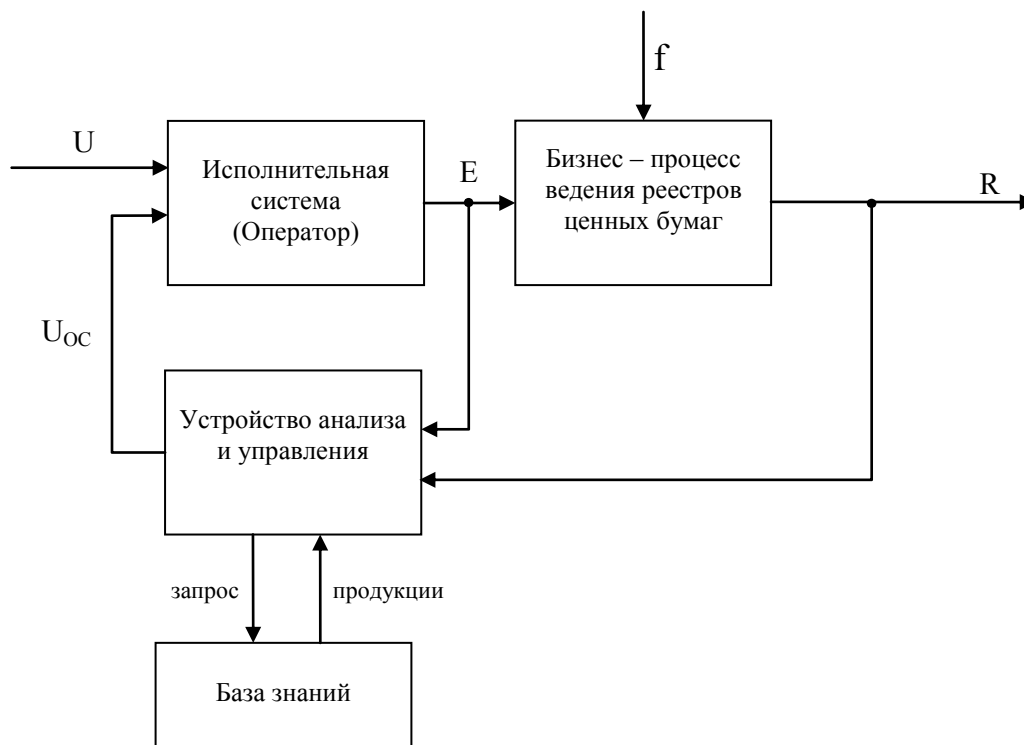 f
U
Исполнительная
система
(Оператор)
E
Бизнес – процесс
ведения реестров
ценных бумаг
R
UОС
Устройство анализа
и управления
запрос
продукции
База знаний